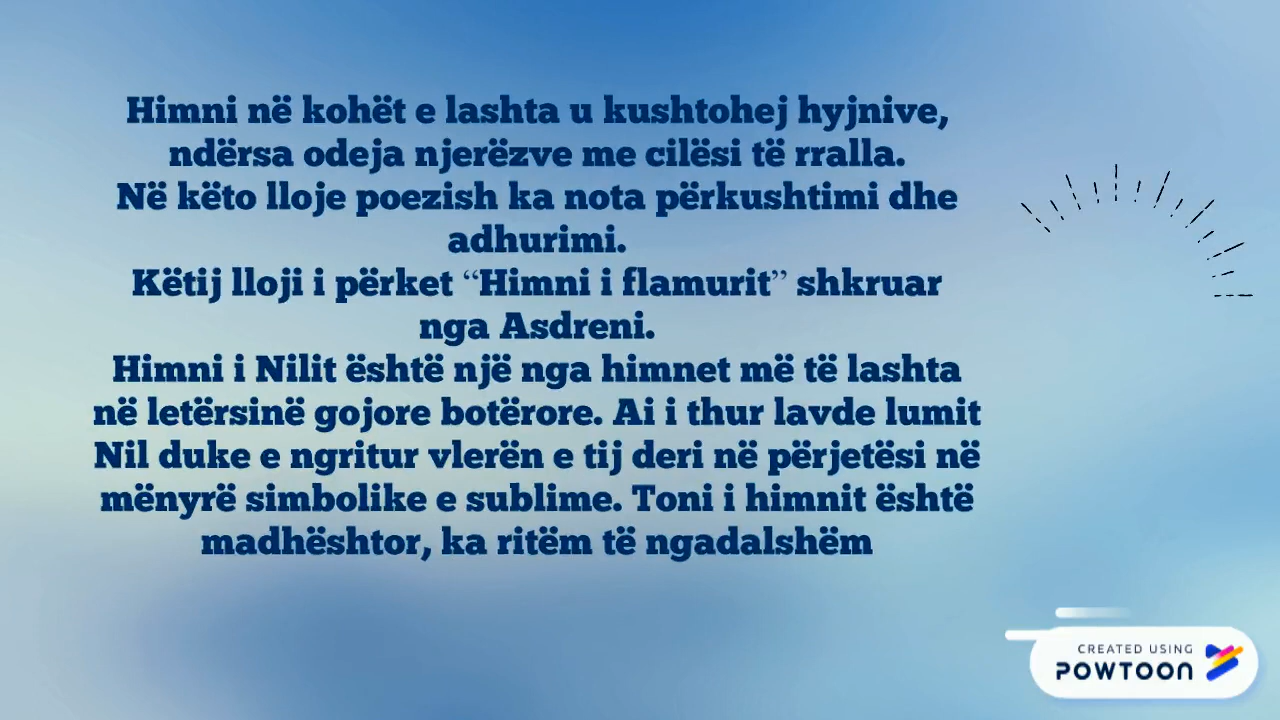 Himni në kohët e lashta u kushtohej hyjnive,
ndërsa odeja njerëzve me cilësi të rralla.
Në këto lloje poezish ka nota përkushtimi dhe
adhurimi.
Këtij lloji i përket “Himni i flamurit” shkruar
nga Asdreni.
Himni i Nilit është një nga himnet më të lashta
në letërsinë gojore botërore. Ai i thur lavde lumit
Nil duke e ngritur vlerën e tij deri në përjetësi në
mënyrë simbolike e sublime. Toni i himnit është
madhështor, ka ritëm të ngadalshëm
CREATED USING
POWTOON